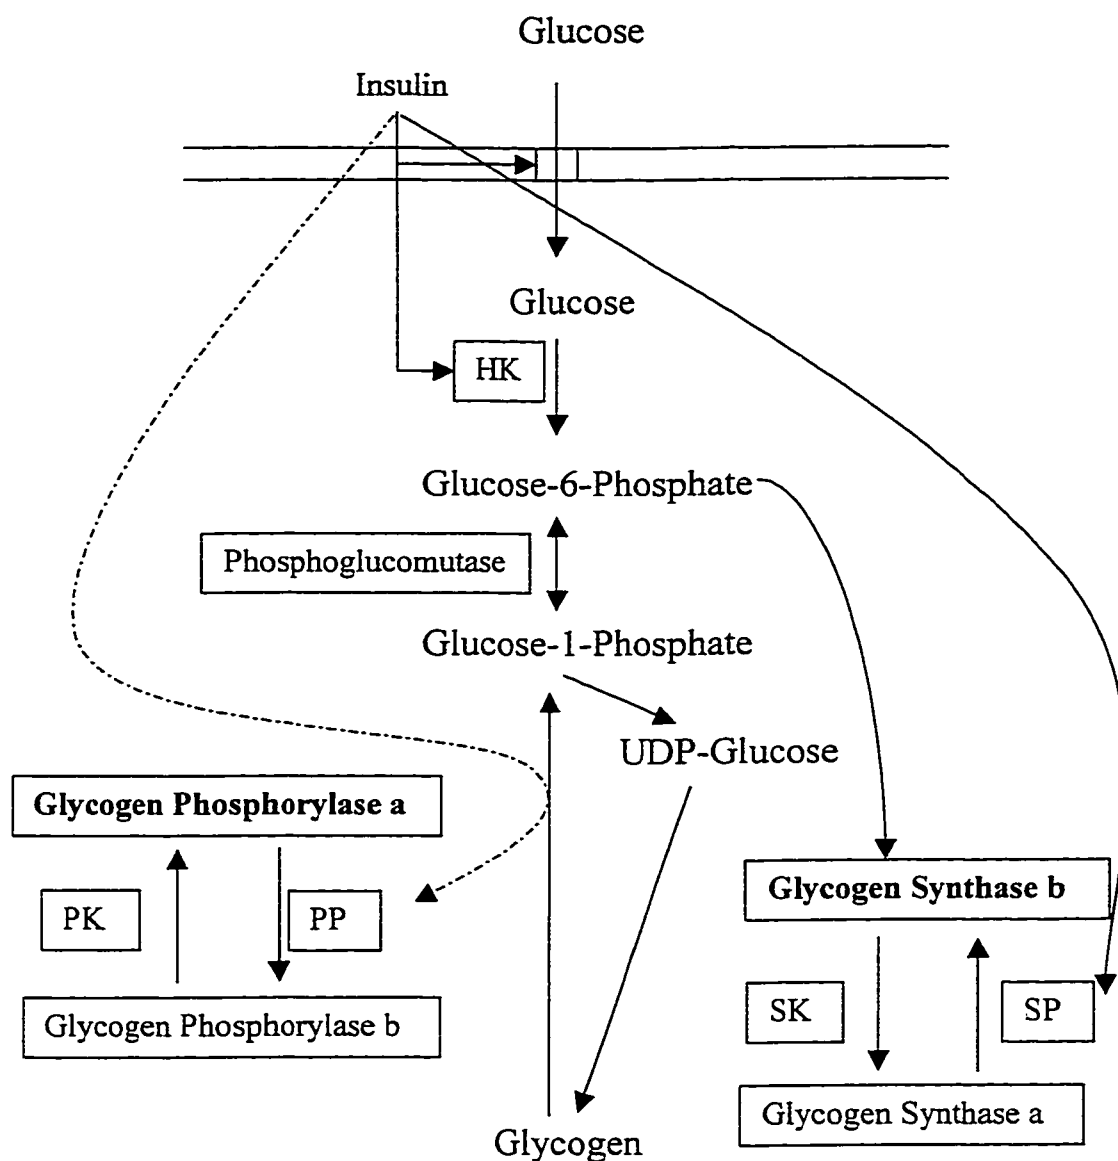 Glucose
Insulin
Glucose
HK
Glucose-6-Phosphate
Phosphoglucomutase
Glucose-1-Phosphate
UDP-Glucose
Glycogen Phosphorylase a
Glycogen Synthase b
PK
PP
SK
SP
Glycogen Phosphorylase b
Glycogen Synthase a
Glycogen